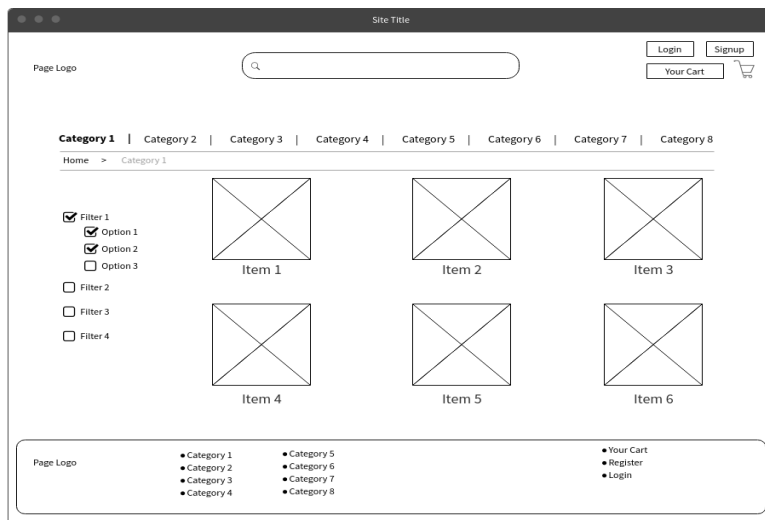 Site Title
Login Signup
Page Logo
Your Cart
Category 1 | Category 2 | Category 3 | Category 4 | Category 5 | Category 6 | Category 7 | Category 8
Home > Category 1
Filter 1
Option 1
Option 2
Option 3
Filter 2
Filter 3
Filter 4
Item 1 Item 2 Item 3
Item 4 Item 5 Item 6
Page Logo
• Category 1
• Category 2
• Category 3
• Category 4
• Category 5
• Category 6
• Category 7
• Category 8
• Your Cart
• Register
• Login